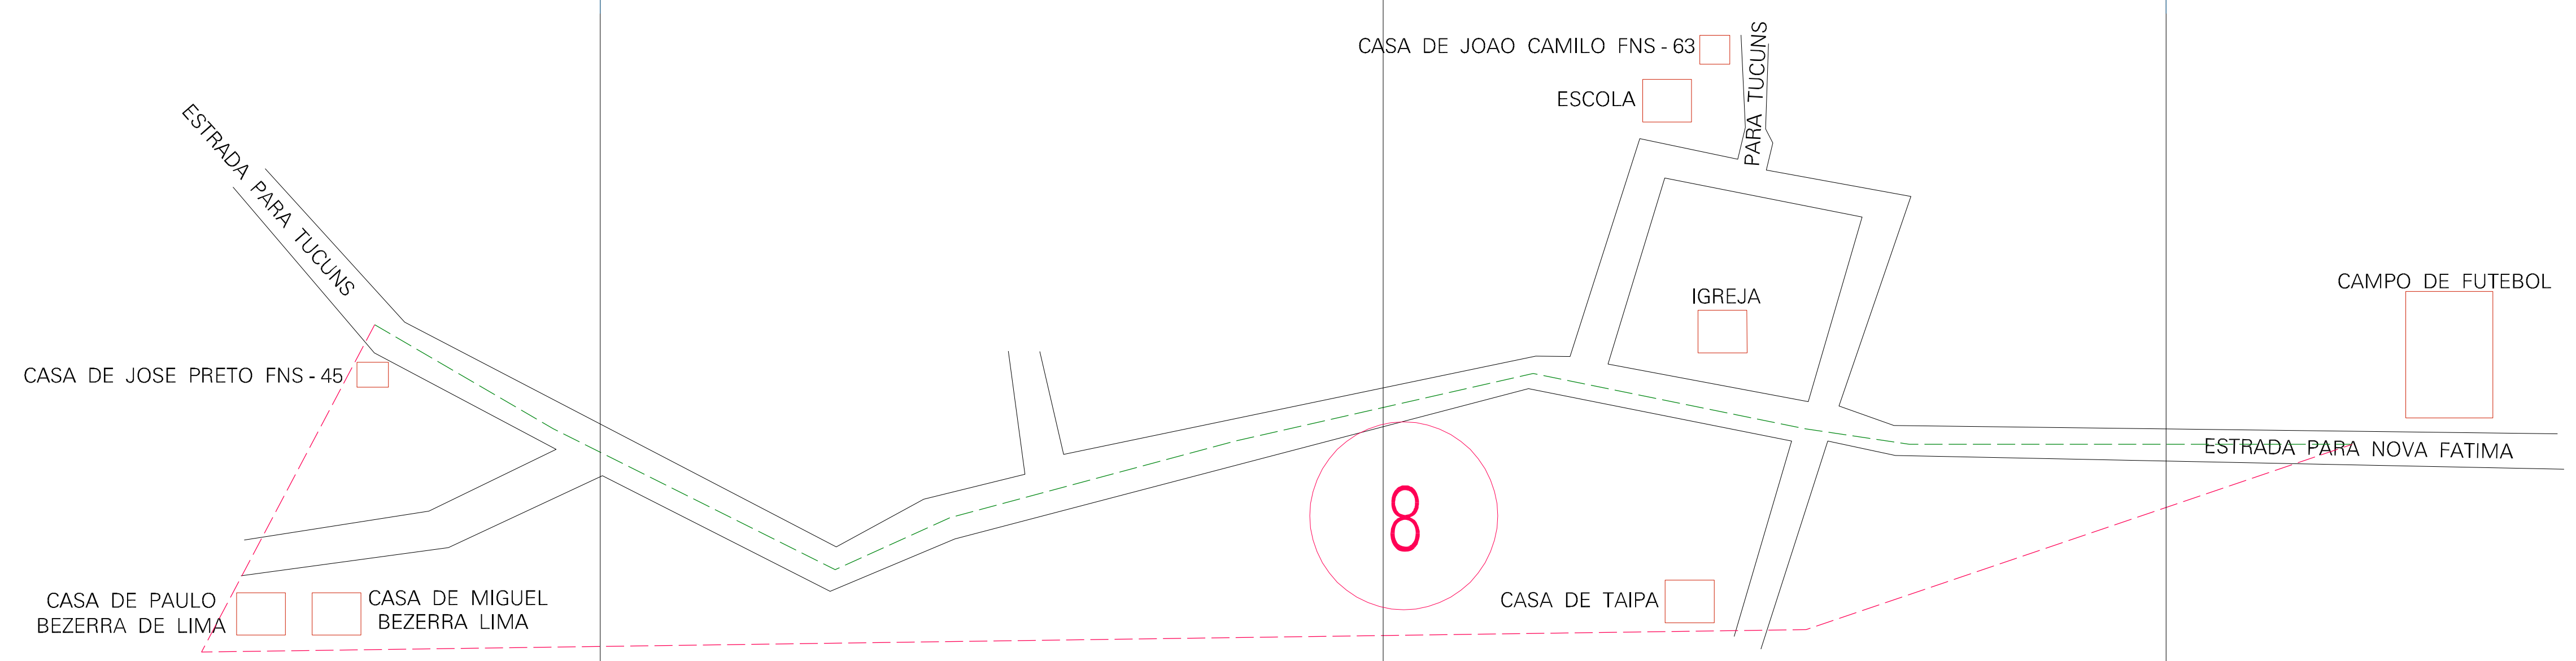 CASA DE JOAO CAMILO FNS - 63
PARA TUCUNS
ESCOLA
ESTRADA PARA TUCUNS
CAMPO DE FUTEBOL
IGREJA
CASA DE JOSE PRETO FNS - 45
ESTRADA PARA NOVA FATIMA
8
CASA DE PAULO
BEZERRA DE LIMA
CASA DE MIGUEL
BEZERRA LIMA
CASA DE TAIPA